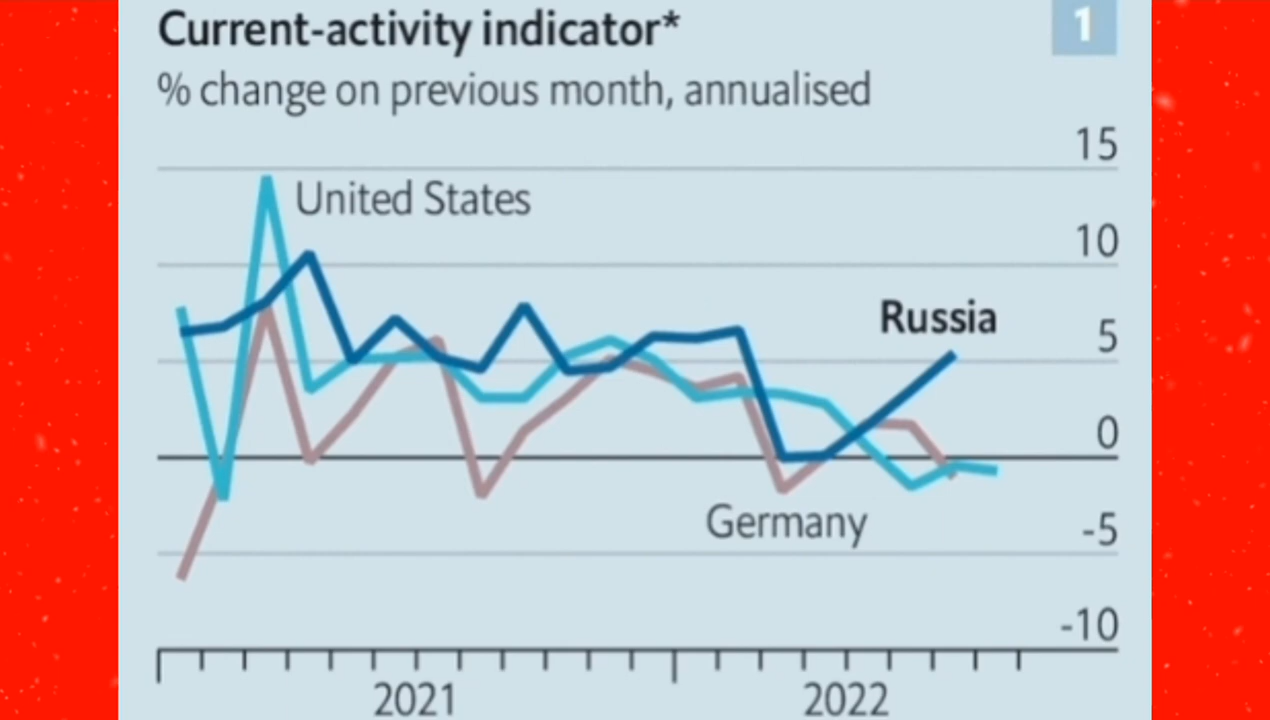 Current-activity indicator*
1
% change on previous month, annualised
15
United States
10
Russia
5
0
Germany
-5
-10
2021
2022